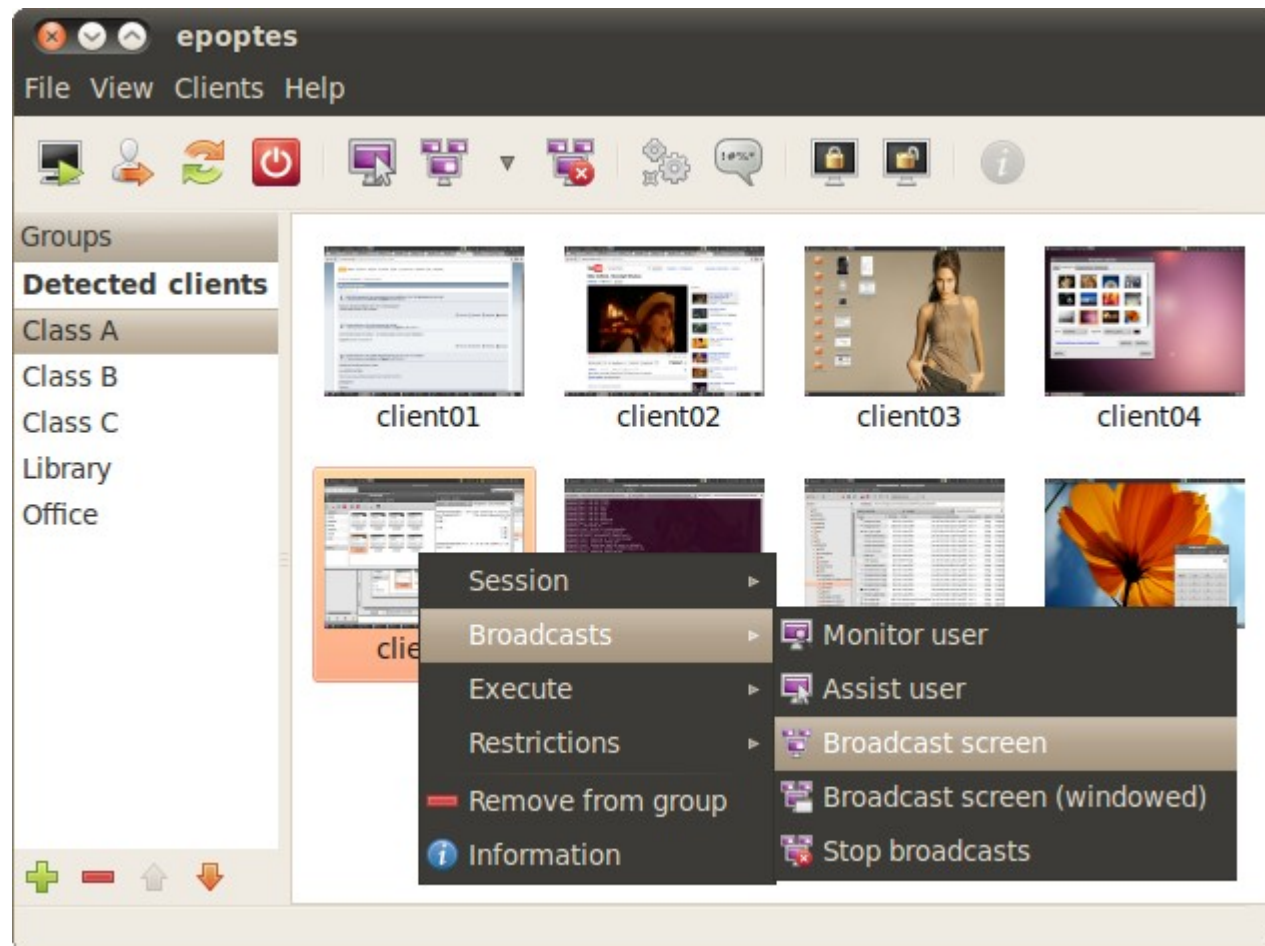 epoptes
File View Clients Help
Groups
Detected clients
Class A
Class B
Class C
Library
Office
client01 client02 client03 client04
clie
Session
Broadcasts
Execute
Restrictions
Remove from group
Information
Monitor user
Assist user
Broadcast screen
Broadcast screen (windowed)
Stop broadcasts